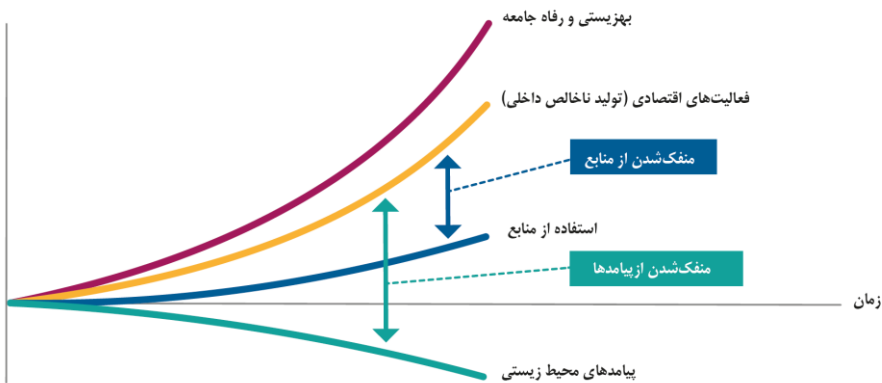 بهزیستی و رفاه جامعه
فعالیت‌های اقتصادی (تولید ناخالص داخلی)
منفک‌شدن از منابع
استفاده از منابع
منفک‌شدن ازپیامدها
زمان
پیامدهای محیط زیستی